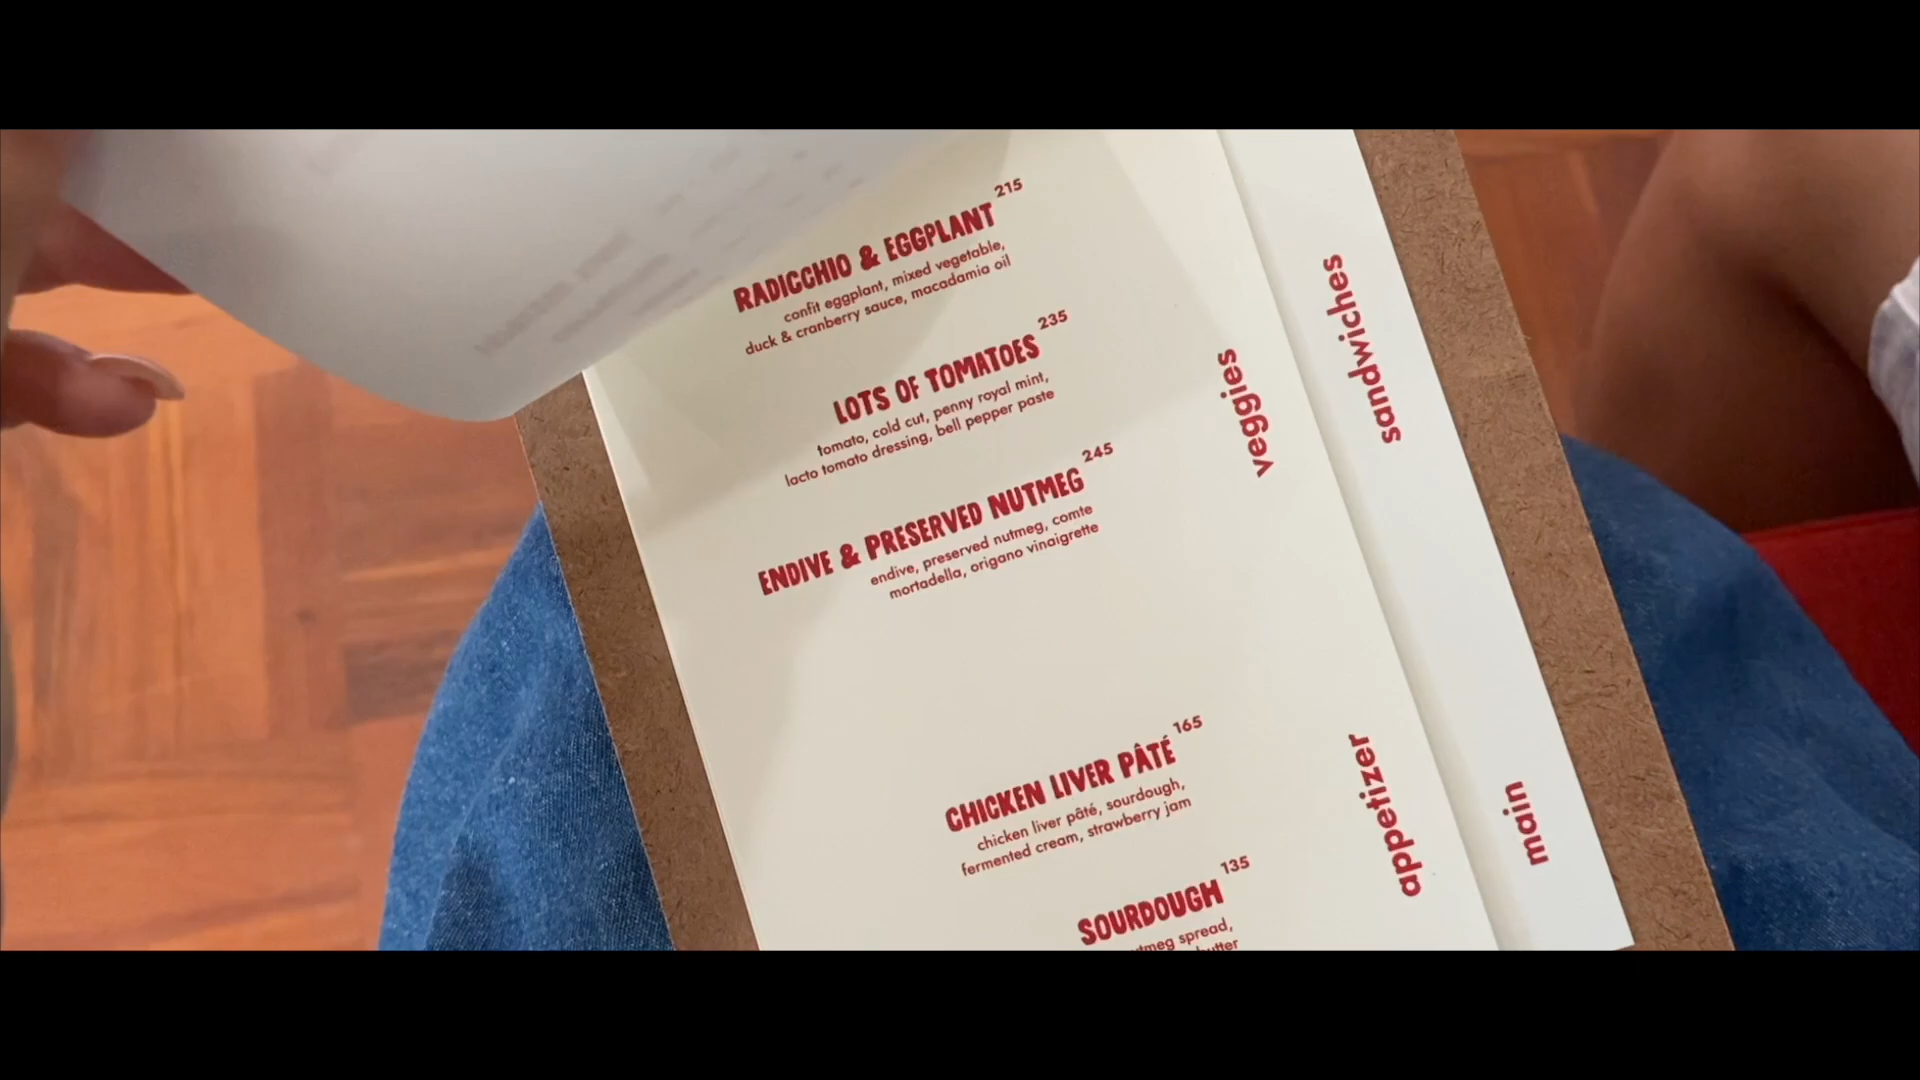 215
RADICCHIO & EGGPLANT
confit eggplant, mixed vegetable,
duck & cranberry sauce, macadamia oil
235
LOTS OF TOMATOES
tomato, cold cut, penny royal mint,
lacto tomato dressing, bell pepper paste
245
ENDIVE & PRESERVED NUTMEG
endive, preserved nutmeg, comte
mortadella, origano vinaigrette
veggies
165
CHICKEN LIVER PÂTÉ
chicken liver pâté, sourdough,
fermented cream, strawberry jam
135
SOURDOUGH
spread,
appetizer
sandwiches
main